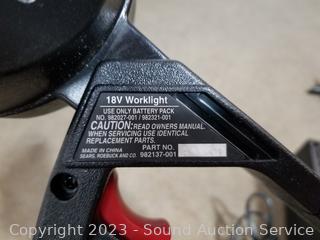 18V Worklight
USE ONLY BATTERY PACK
NO. 982027-001 / 982321-001
CAUTION: READ OWNERS MANUAL.
WHEN SERVICING USE IDENTICAL
REPLACEMENT PARTS.
MADE IN CHINA PART NO.
SEARS, ROEBUCK AND CO. 982137-001
Copyright 2023 - Sound Auction Service